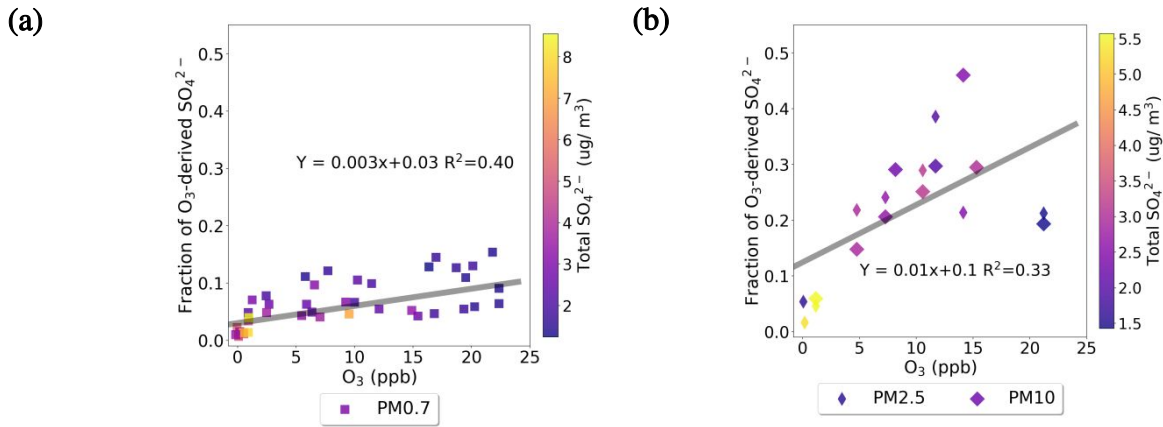 (a)
Fraction of O₃-derived SO₄²⁻
0.5
0.4
0.3
0.2
0.1
0.0
Y = 0.003x+0.03 R²=0.40
0 5 10 15 20 25
O₃ (ppb)
PM0.7
8
7
6
5
4
3
2
Total SO₄²⁻ (ug/ m³)
(b)
Fraction of O₃-derived SO₄²⁻
0.5
0.4
0.3
0.2
0.1
0.0
Y = 0.01x+0.1 R²=0.33
0 5 10 15 20 25
O₃ (ppb)
PM2.5 PM10
5.5
5.0
4.5
4.0
3.5
3.0
2.5
2.0
1.5
Total SO₄²⁻ (ug/ m³)